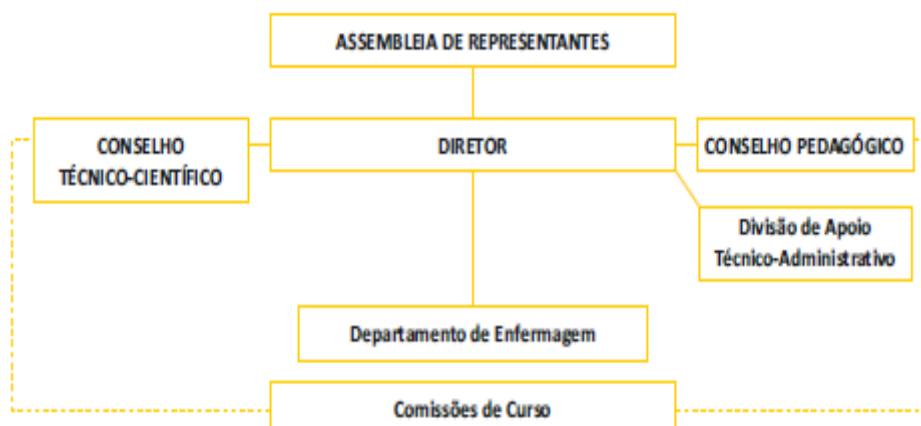 ASSEMBLEIA DE REPRESENTANTES
CONSELHO
TÉCNICO-CIENTÍFICO
DIRETOR
CONSELHO PEDAGÓGICO
Divisão de Apoio
Técnico-Administrativo
Departamento de Enfermagem
Comissões de Curso